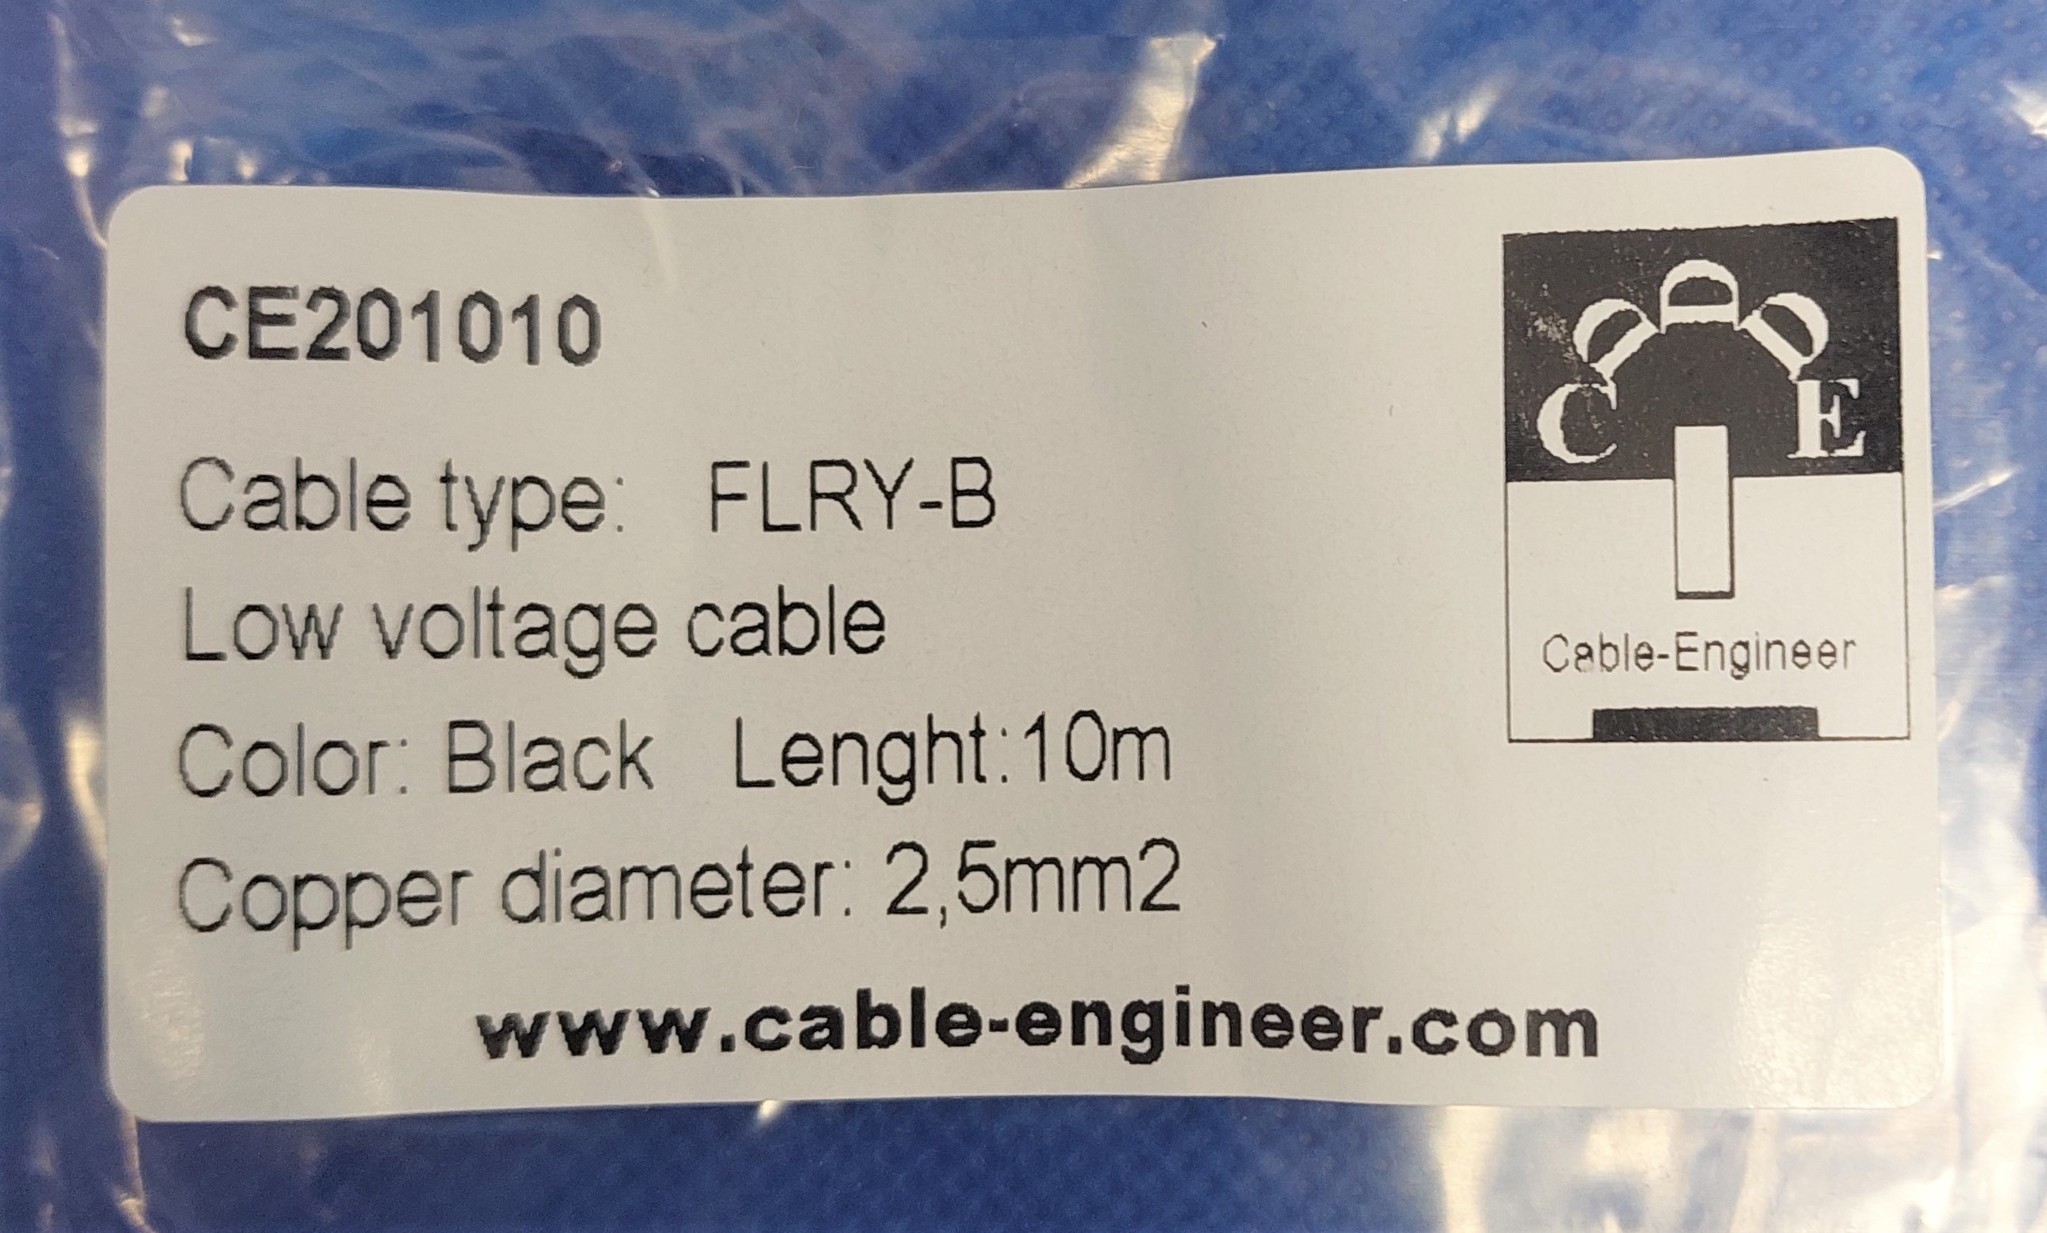 CE201010
Cable type: FLRY-B
Low voltage cable
Color: Black Lenght:10m
Copper diameter: 2,5mm2
www.cable-engineer.com
C E
Cable-Engineer